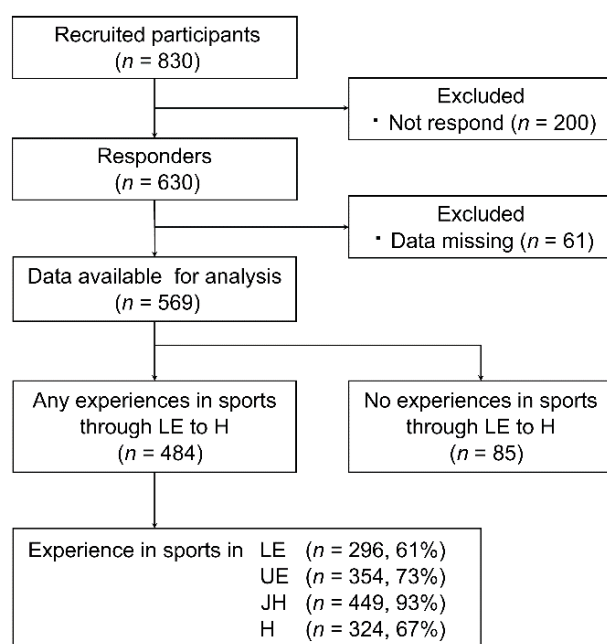 Recruited participants
(n = 830)
Excluded
・ Not respond (n = 200)
Responders
(n = 630)
Excluded
・ Data missing (n = 61)
Data available for analysis
(n = 569)
Any experiences in sports
through LE to H
(n = 484)
No experiences in sports
through LE to H
(n = 85)
Experience in sports in LE (n = 296, 61%)
UE (n = 354, 73%)
JH (n = 449, 93%)
H (n = 324, 67%)